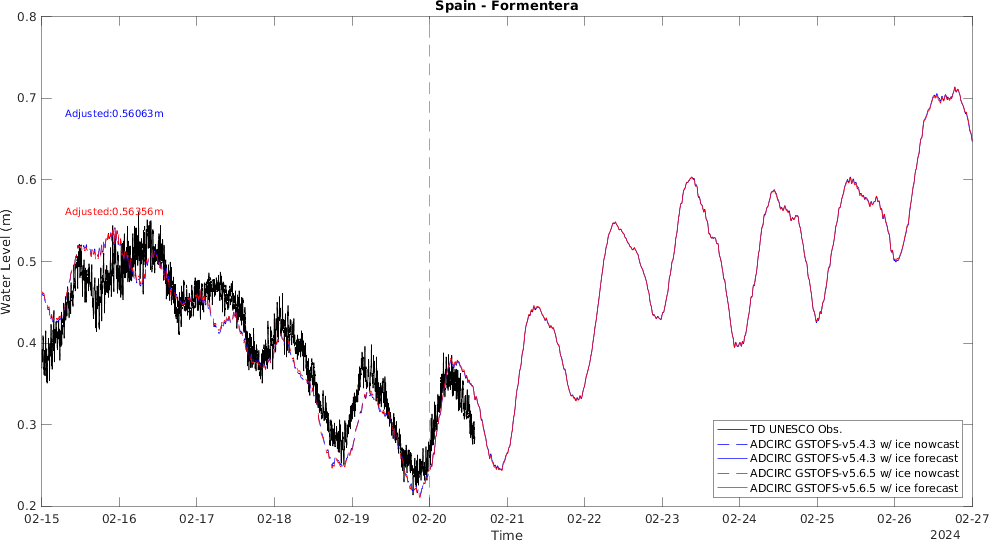 Spain - Formentera
0.8
0.7
0.6
0.5
0.4
0.3
0.2
Water Level (m)
Adjusted:0.56063m
Adjusted:0.56356m
TD UNESCO Obs.
ADCIRC GSTOFS-v5.4.3 w/ ice nowcast
ADCIRC GSTOFS-v5.4.3 w/ ice forecast
ADCIRC GSTOFS-v5.6.5 w/ ice nowcast
ADCIRC GSTOFS-v5.6.5 w/ ice forecast
02-15 02-16 02-17 02-18 02-19 02-20 02-21 02-22 02-23 02-24 02-25 02-26 02-27
Time
2024